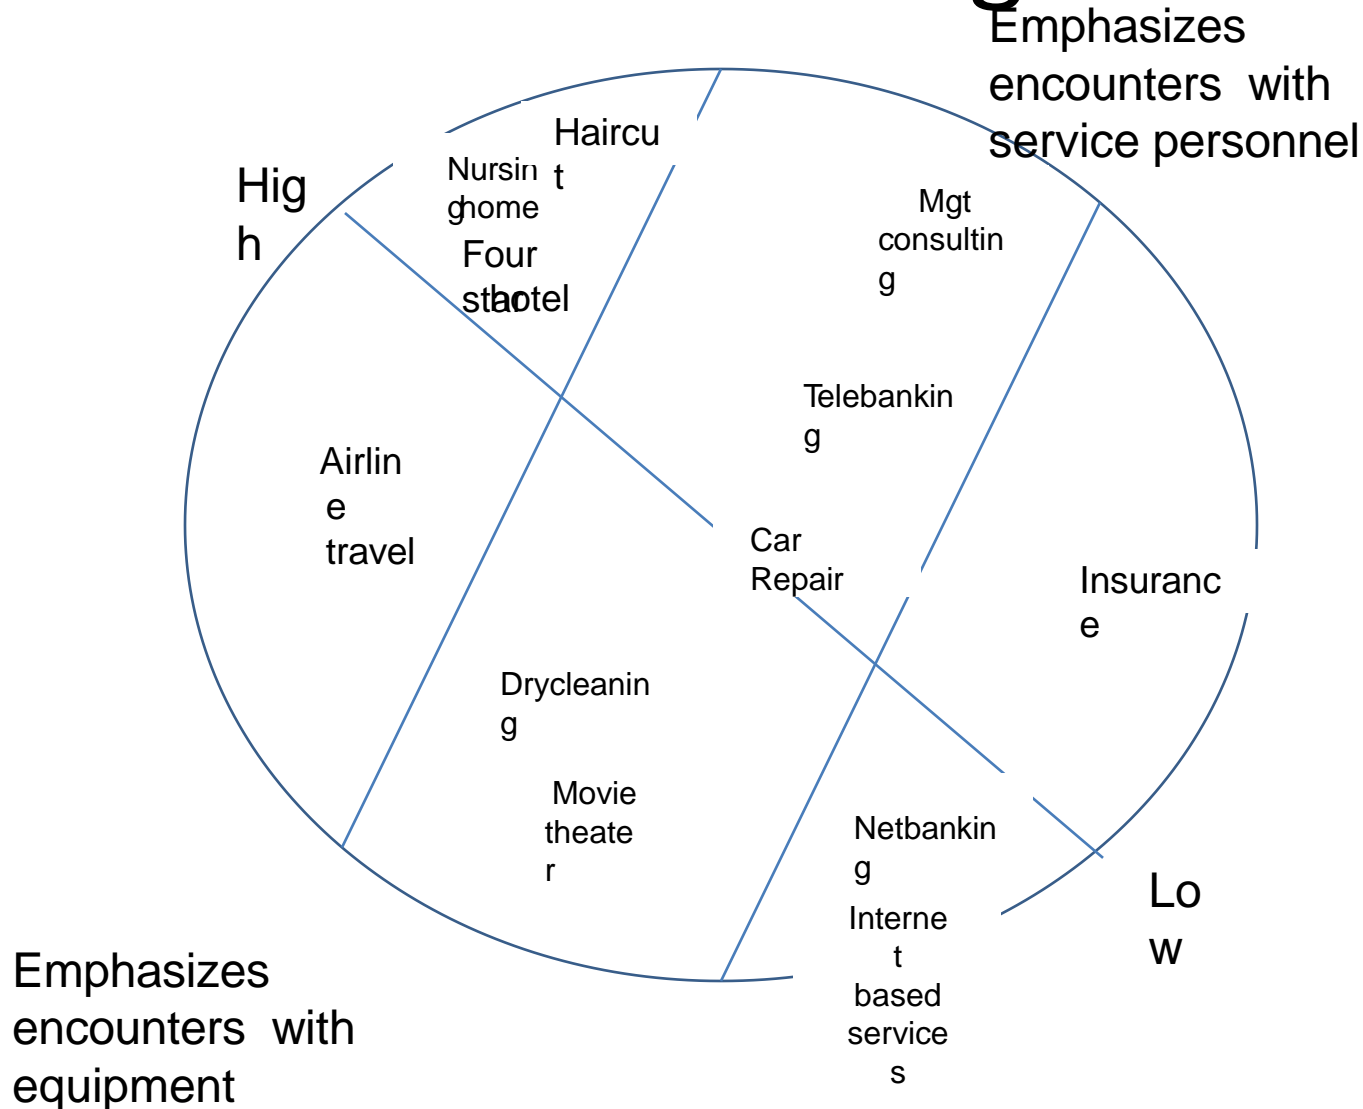 g
Emphasizes
encounters with
service personnel
Haircu
t
Nursin
ghome
Four
star
hotel
Hig
h
Mgt
consultin
g
Telebankin
g
Airlin
e
travel
Car
Repair
Insuranc
e
Drycleanin
g
Movie
theate
r
Netbankin
g
Interne
t
based
service
s
Lo
w
Emphasizes
encounters with
equipment